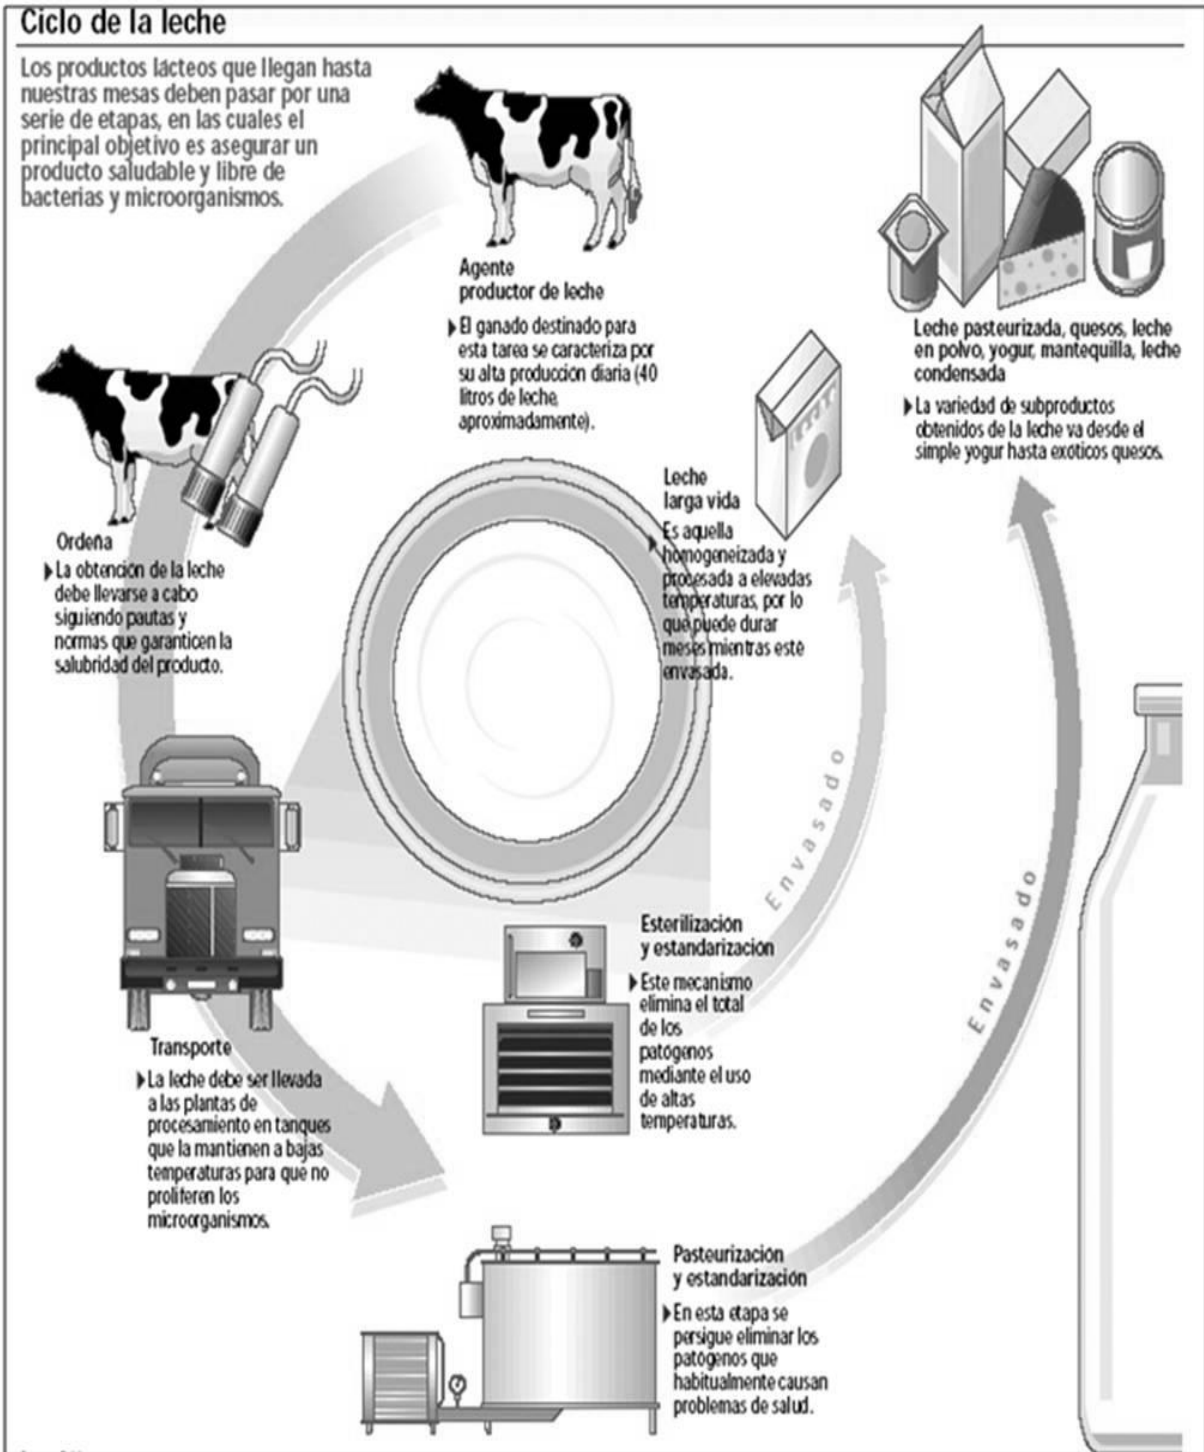 Ciclo de la leche
Los productos lacteos que llegan hasta
nuestras mesas deben pasar por una
serie de etapas, en las cuales el
principal objetivo es asegurar un
producto saludable y libre de
bacterias y microorganismos.
Agente
productor de leche
El ganado destinado para
esta tarea se caracteriza por
su alta produccion diaria (40
litros de leche,
aproximadamente).
Ordeña
La obtencion de la leche
debe llevarse a cabo
siguiendo pautas y
normas que garanticen la
salubridad del producto.
Transporte
La leche debe ser llevada
a las plantas de
procesamiento en tanques
que la mantienen a bajas
temperaturas para que no
proliferen los
microorganismos.
Esterilización
y estandarizacion
Este mecanismo
elimina el total
de los
patógenos
mediante el uso
de altas
temperaturas.
Pasteurización
y estandarización
En esta etapa se
persigue eliminar los
patógenos que
habitualmente causan
problemas de salud.
Envasado
Leche
larga vida
Es aquella
homogeneizada y
procesada a elevadas
temperaturas, por lo
que puede durar
meses mientras esté
envasada.
Envasado
Leche pasteurizada, quesos, leche
en polvo, yogur, mantequilla, leche
condensada
La variedad de subproductos
obtenidos de la leche va desde el
simple yogur hasta exóticos quesos.